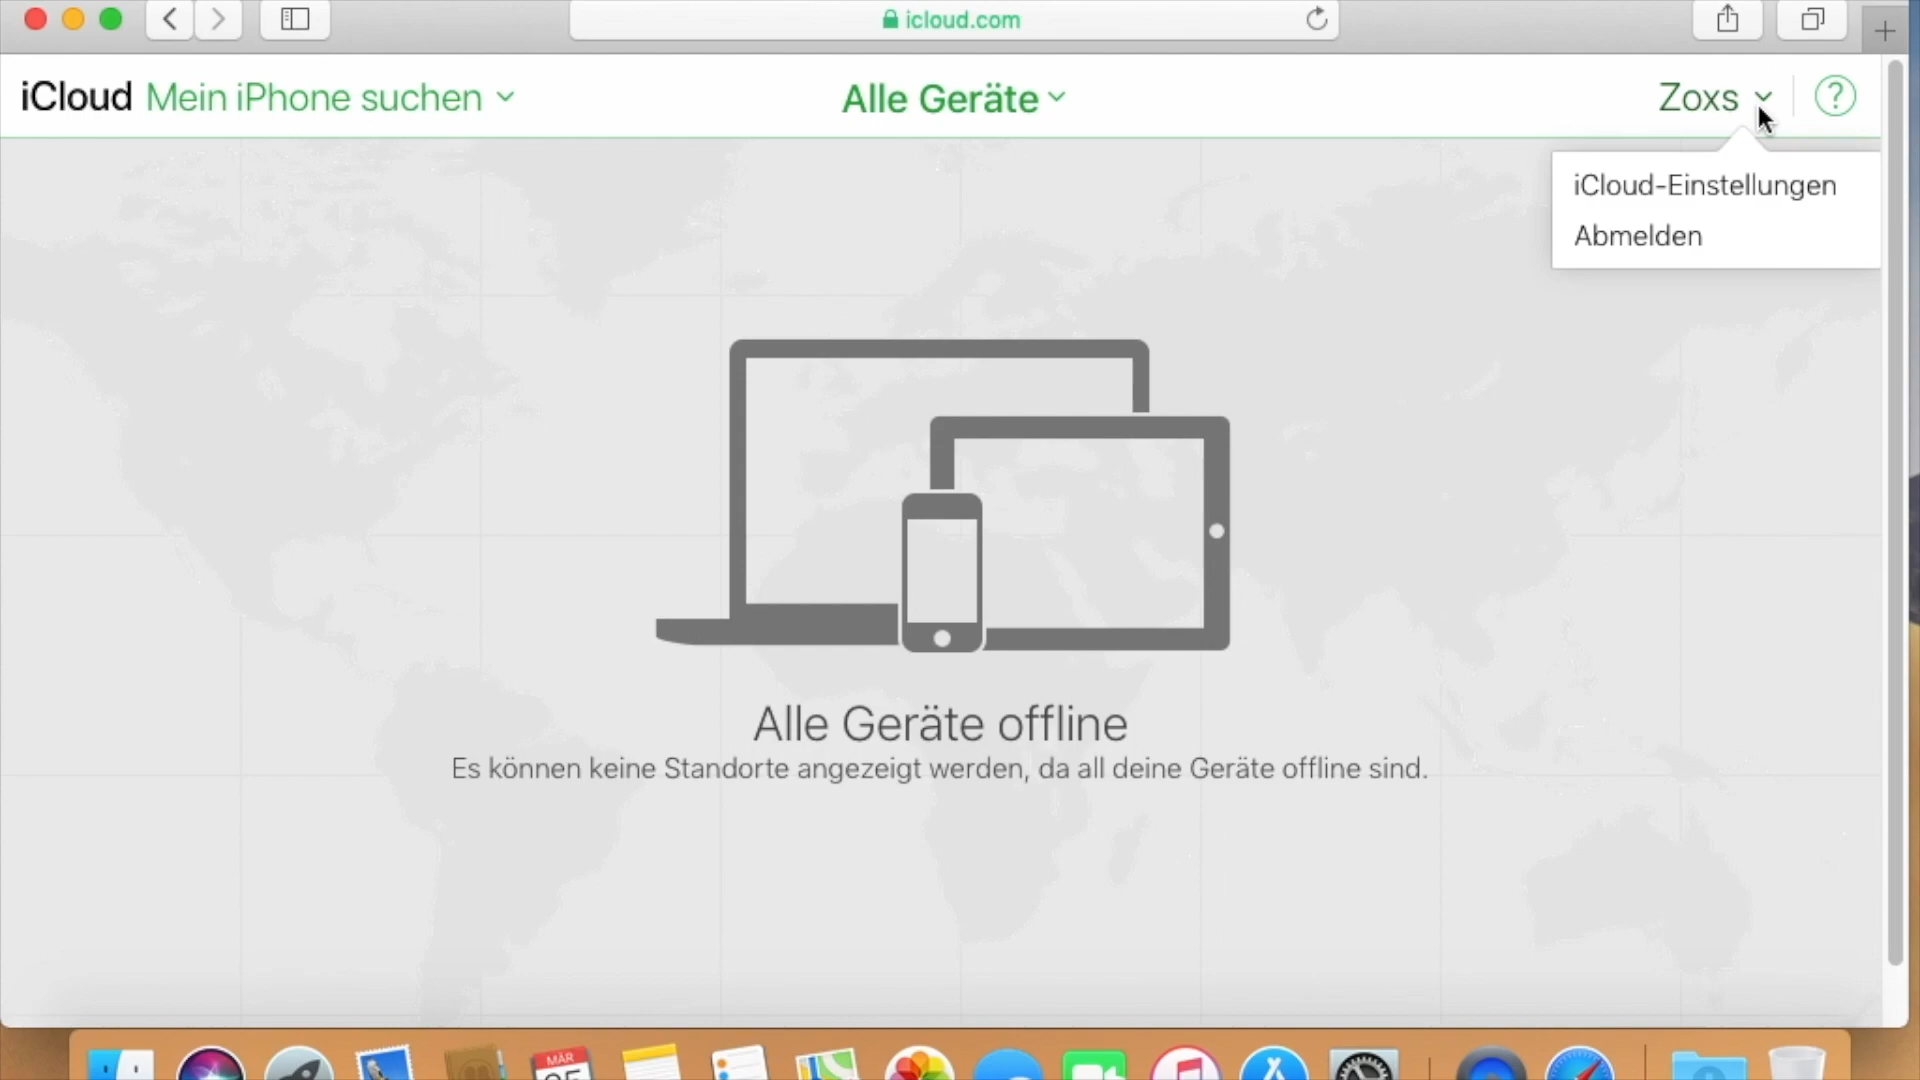 icloud.com
iCloud Mein iPhone suchen
Alle Geräte
Zoxs
?
iCloud-Einstellungen
Abmelden
Alle Geräte offline
Es können keine Standorte angezeigt werden, da all deine Geräte offline sind.
MÄR